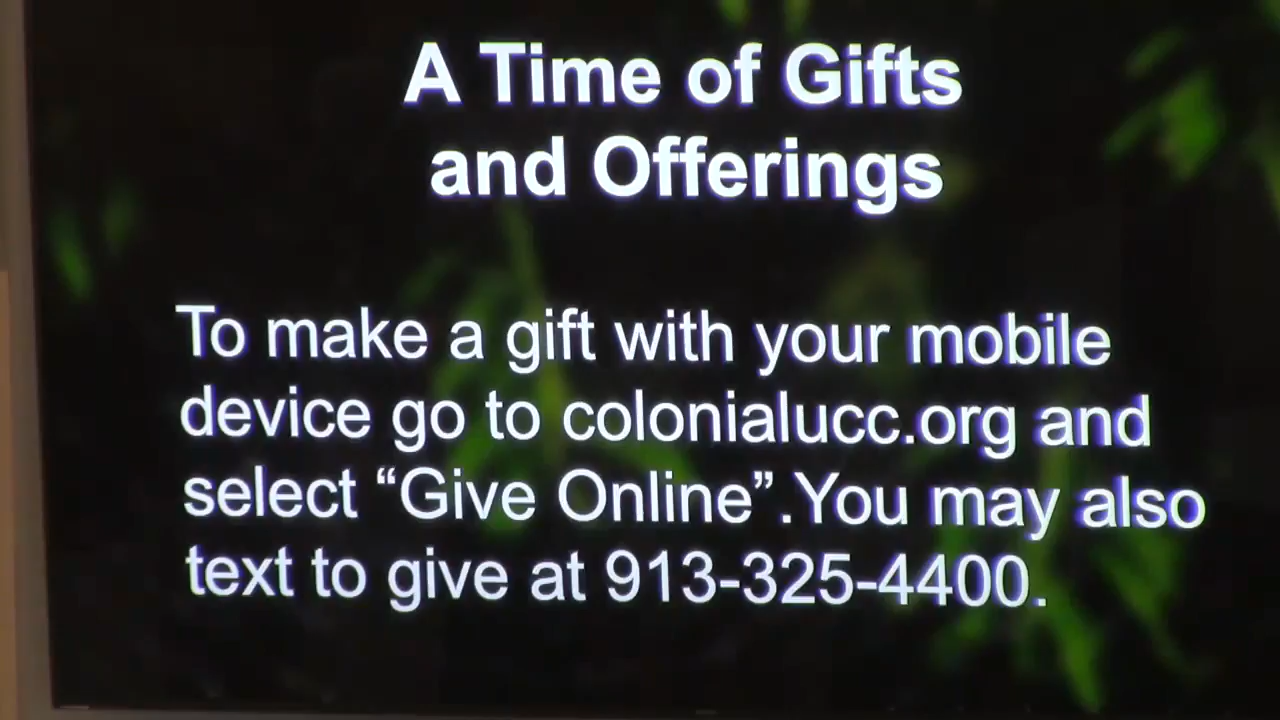 A Time of Gifts
and Offerings
To make a gift with your mobile
device go to colonialucc.org and
select “Give Online”.You may also
text to give at 913-325-4400.